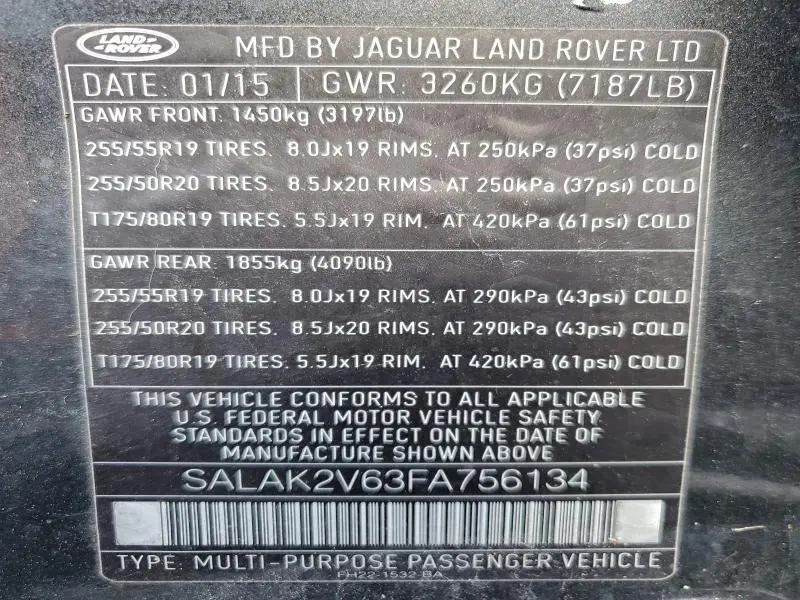 LAND-
ROVER
MFD BY JAGUAR LAND ROVER LTD
DATE: 01/15
GWR: 3260KG (7187LB)
GAWR FRONT: 1450kg (3197lb)
255/55R19 TIRES. 8.0Jx19 RIMS. AT 250kPa (37psi) COLD
255/50R20 TIRES. 8.5Jx20 RIMS. AT 250kPa (37psi) COLD
T175/80R19 TIRES. 5.5Jx19 RIM. AT 420kPa (61psi) COLD
GAWR REAR: 1855kg (4090lb)
255/55R19 TIRES. 8.0Jx19 RIMS. AT 290kPa (43psi) COLD
255/50R20 TIRES. 8.5Jx20 RIMS. AT 290kPa (43psi) COLD
T175/80R19 TIRES. 5.5Jx19 RIM. AT 420kPa (61psi) COLD
THIS VEHICLE CONFORMS TO ALL APPLICABLE
U.S. FEDERAL MOTOR VEHICLE SAFETY
STANDARDS IN EFFECT ON THE DATE OF
MANUFACTURE SHOWN ABOVE
SALAK2V63FA756134
TYPE: MULTI-PURPOSE PASSENGER VEHICLE
FH22-1532-BA